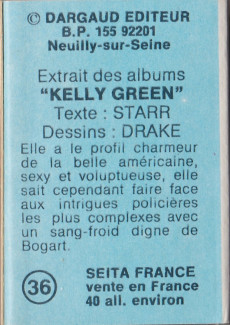 © DARGAUD EDITEUR
B.P. 155 92201
Neuilly-sur-Seine
Extrait des albums
"KELLY GREEN"
Texte : STARR
Dessins : DRAKE
Elle a le profil charmeur
de la belle américaine,
sexy et voluptueuse, elle
sait cependant faire face
aux intrigues policières
les plus complexes avec
un sang-froid digne de
Bogart.
36
SEITA FRANCE
vente en France
40 all. environ